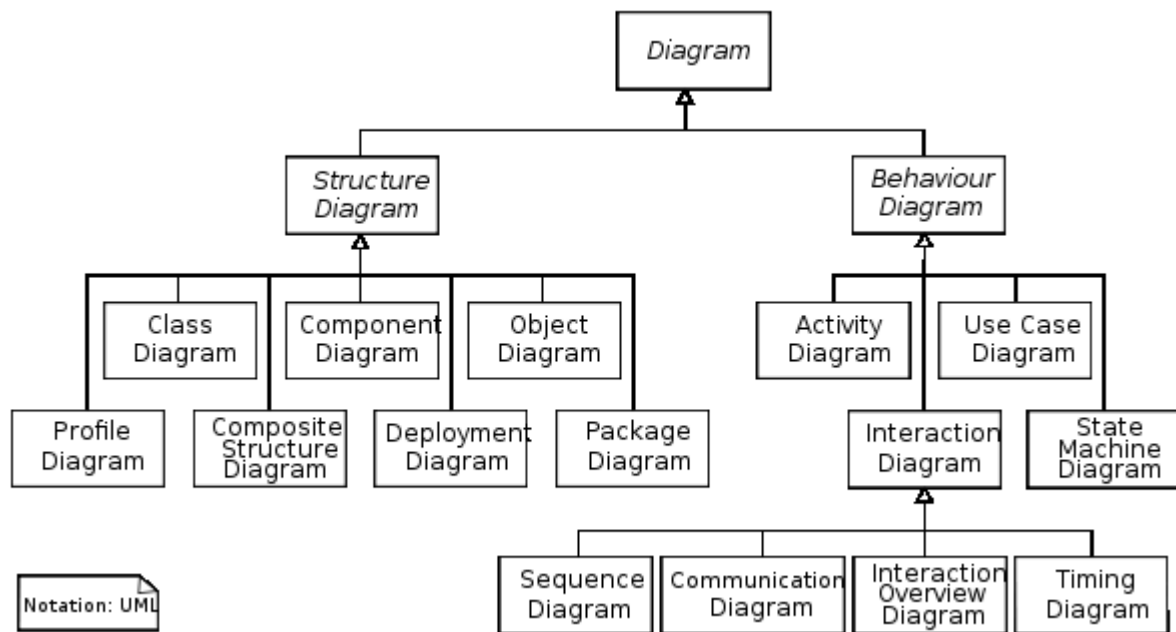 Diagram
Structure
Diagram
Behaviour
Diagram
Class
Diagram
Component
Diagram
Object
Diagram
Activity
Diagram
Use Case
Diagram
Profile
Diagram
Composite
Structure
Diagram
Deployment
Diagram
Package
Diagram
Interaction
Diagram
State
Machine
Diagram
Sequence
Diagram
Communication
Diagram
Interaction
Overview
Diagram
Timing
Diagram
Notation: UML